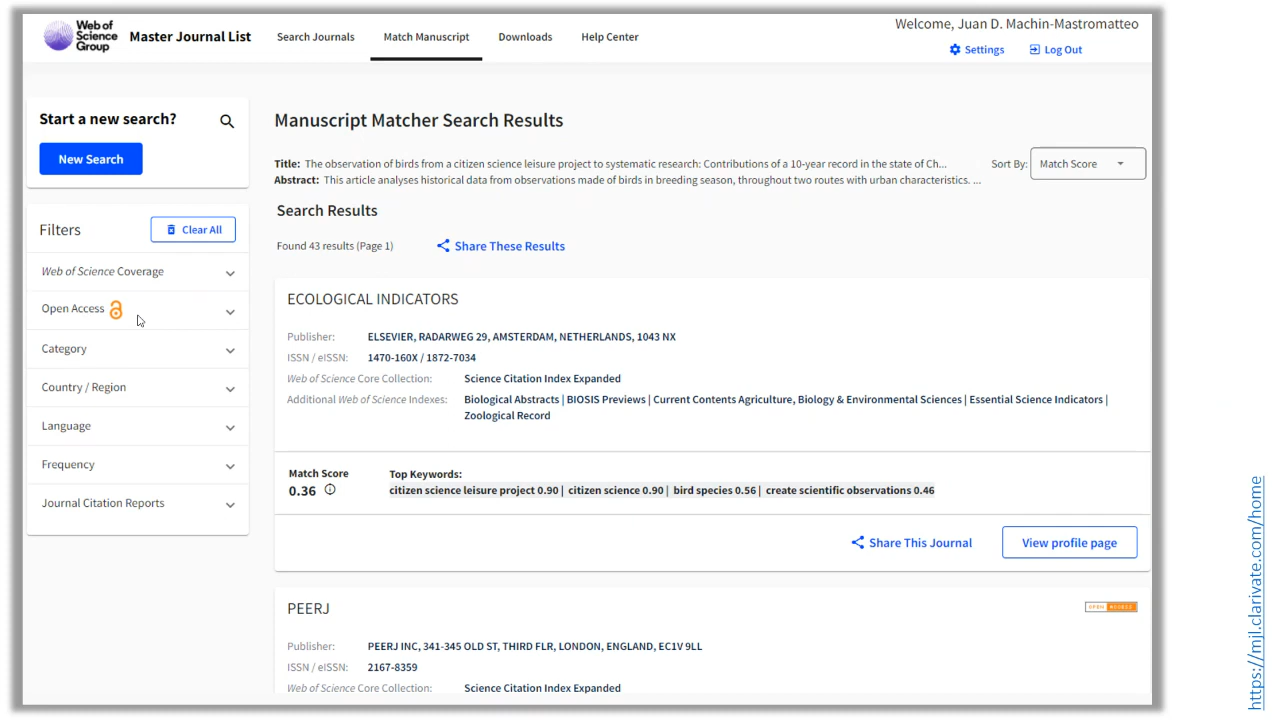 Web of
Science
Group
Master Journal List
Search Journals
Match Manuscript
Downloads
Help Center
Welcome, Juan D. Machin-Mastromatteo
Settings
Log Out
Start a new search?
New Search
Filters
Clear All
Web of Science Coverage
Open Access
Category
Country / Region
Language
Frequency
Journal Citation Reports
Manuscript Matcher Search Results
Title: The observation of birds from a citizen science leisure project to systematic research: Contributions of a 10-year record in the state of Ch...
Abstract: This article analyses historical data from observations made of birds in breeding season, throughout two routes with urban characteristics. ...
Sort By: Match Score
Search Results
Found 43 results (Page 1)
Share These Results
ECOLOGICAL INDICATORS
Publisher: ELSEVIER, RADARWEG 29, AMSTERDAM, NETHERLANDS, 1043 NX
ISSN / eISSN: 1470-160X / 1872-7034
Web of Science Core Collection: Science Citation Index Expanded
Additional Web of Science Indexes: Biological Abstracts | BIOSIS Previews | Current Contents Agriculture, Biology & Environmental Sciences | Essential Science Indicators |
Zoological Record
Match Score
0.36
Top Keywords:
citizen science leisure project 0.90 | citizen science 0.90 | bird species 0.56 | create scientific observations 0.46
Share This Journal
View profile page
PEERJ
OPEN ACCESS
Publisher: PEERJ INC, 341-345 OLD ST, THIRD FLR, LONDON, ENGLAND, EC1V 9LL
ISSN / eISSN: 2167-8359
Web of Science Core Collection: Science Citation Index Expanded
https://mjl.clarivate.com/home